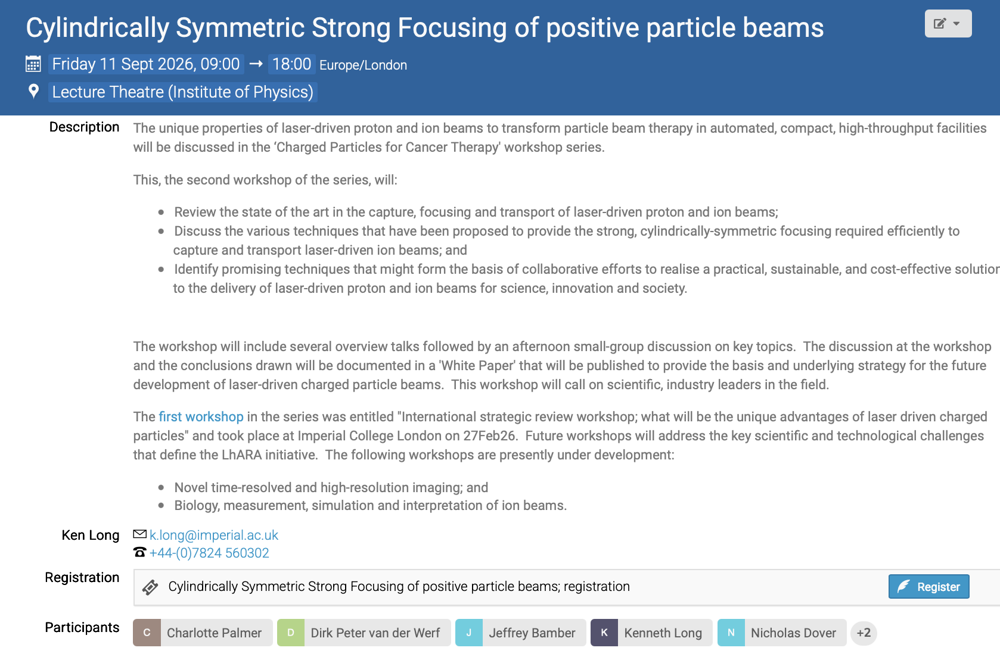 Cylindrically Symmetric Strong Focusing of positive particle beams
Friday 11 Sept 2026, 09:00 → 18:00 Europe/London
Lecture Theatre (Institute of Physics)
Description
The unique properties of laser-driven proton and ion beams to transform particle beam therapy in automated, compact, high-throughput facilities
will be discussed in the ‘Charged Particles for Cancer Therapy' workshop series.
This, the second workshop of the series, will:
• Review the state of the art in the capture, focusing and transport of laser-driven proton and ion beams;
• Discuss the various techniques that have been proposed to provide the strong, cylindrically-symmetric focusing required efficiently to
capture and transport laser-driven ion beams; and
• Identify promising techniques that might form the basis of collaborative efforts to realise a practical, sustainable, and cost-effective solution
to the delivery of laser-driven proton and ion beams for science, innovation and society.
The workshop will include several overview talks followed by an afternoon small-group discussion on key topics.  The discussion at the workshop
and the conclusions drawn will be documented in a 'White Paper' that will be published to provide the basis and underlying strategy for the future
development of laser-driven charged particle beams.  This workshop will call on scientific, industry leaders in the field.
The first workshop in the series was entitled "International strategic review workshop; what will be the unique advantages of laser driven charged
particles" and took place at Imperial College London on 27Feb26.  Future workshops will address the key scientific and technological challenges
that define the LhARA initiative.  The following workshops are presently under development:
• Novel time-resolved and high-resolution imaging; and
• Biology, measurement, simulation and interpretation of ion beams.
Ken Long
k.long@imperial.ac.uk
+44-(0)7824 560302
Registration
Cylindrically Symmetric Strong Focusing of positive particle beams; registration
Register
Participants
C Charlotte Palmer D Dirk Peter van der Werf J Jeffrey Bamber K Kenneth Long N Nicholas Dover +2